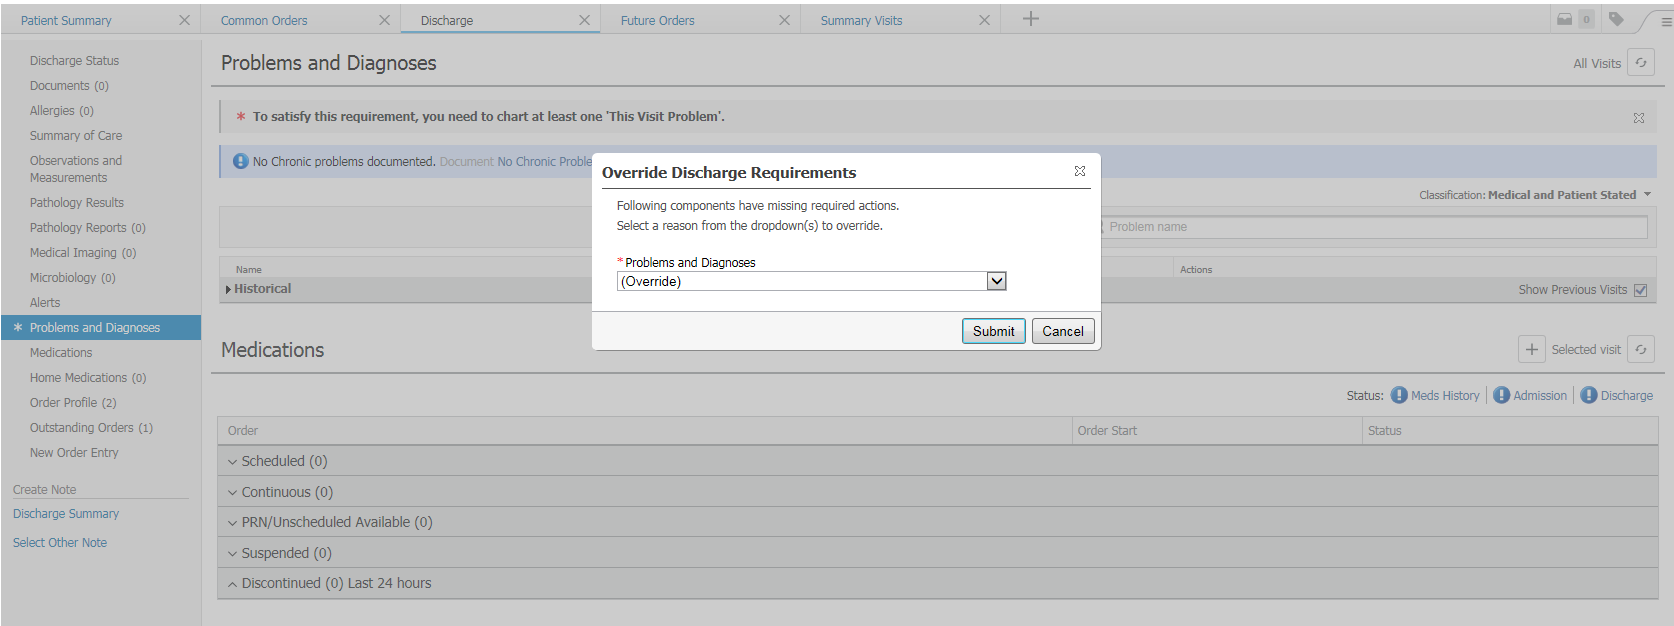 Patient Summary
Common Orders
Discharge
Future Orders
Summary Visits
0
Discharge Status
Documents (0)
Allergies (0)
Summary of Care
Observations and
Measurements
Pathology Results
Pathology Reports (0)
Medical Imaging (0)
Microbiology (0)
Alerts
* Problems and Diagnoses
Medications
Home Medications (0)
Order Profile (2)
Outstanding Orders (1)
New Order Entry
Create Note
Discharge Summary
Select Other Note
Problems and Diagnoses
All Visits
* To satisfy this requirement, you need to chart at least one 'This Visit Problem'.
No Chronic problems documented. Document No Chronic
Classification: Medical and Patient Stated
Problem name
Name
Actions
Historical
Show Previous Visits
Override Discharge Requirements
Following components have missing required actions.
Select a reason from the dropdown(s) to override.
*Problems and Diagnoses
(Override)
Submit
Cancel
Medications
Selected visit
Status: Meds History Admission Discharge
Order
Order Start
Status
Scheduled (0)
Continuous (0)
PRN/Unscheduled Available (0)
Suspended (0)
Discontinued (0) Last 24 hours